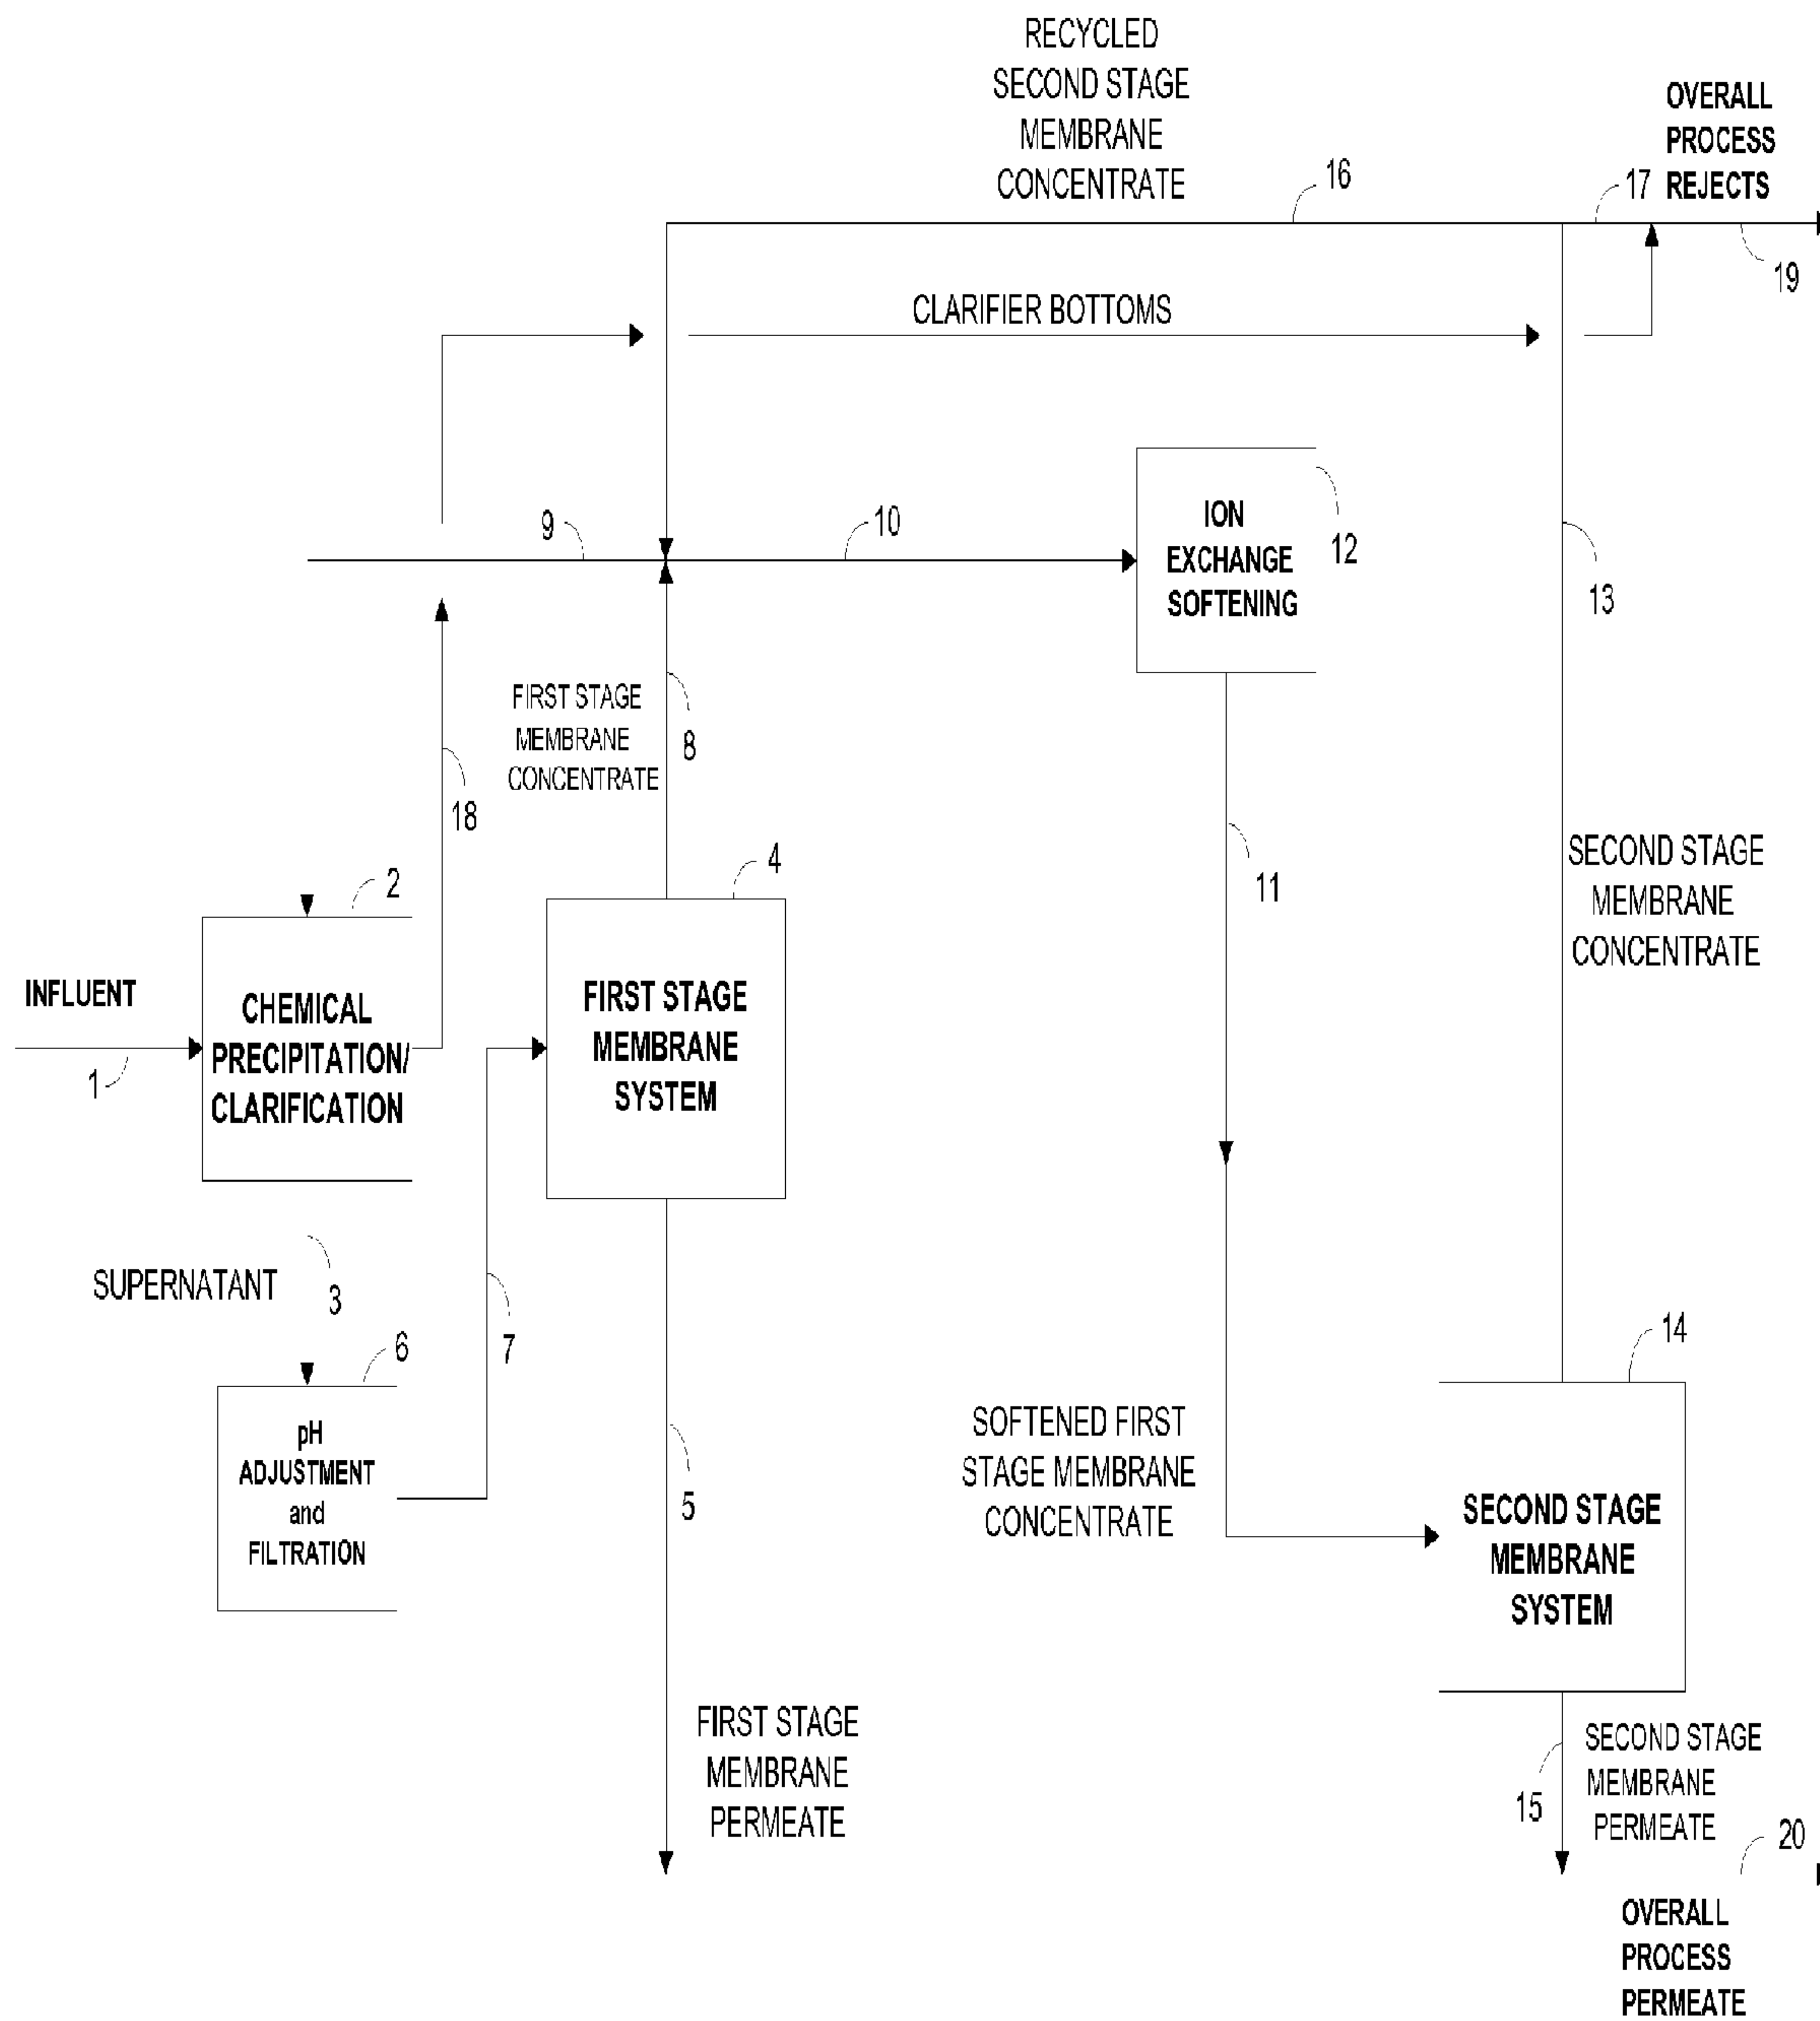 RECYCLED
SECOND STAGE
MEMBRANE
CONCENTRATE
16
17
OVERALL
PROCESS
REJECTS
19
CLARIFIER BOTTOMS
9
10
ION
EXCHANGE
SOFTENING
12
13
FIRST STAGE
MEMBRANE
CONCENTRATE
8
18
11
SECOND STAGE
MEMBRANE
CONCENTRATE
2
4
INFLUENT
1
CHEMICAL
PRECIPITATION/
CLARIFICATION
FIRST STAGE
MEMBRANE
SYSTEM
SUPERNATANT
3
7
6
pH
ADJUSTMENT
and
FILTRATION
5
SOFTENED FIRST
STAGE MEMBRANE
CONCENTRATE
14
SECOND STAGE
MEMBRANE
SYSTEM
FIRST STAGE
MEMBRANE
PERMEATE
15
SECOND STAGE
MEMBRANE
PERMEATE
20
OVERALL
PROCESS
PERMEATE